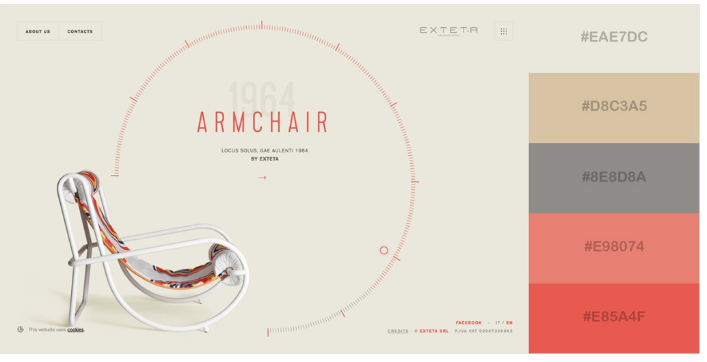 ABOUT US
CONTACTS
EXTETA
1964
ARMCHAIR
LOCUS SOLUS, GAE AULENTI 1964
BY EXTETA
→
This website uses cookies.
FACEBOOK - IT / EN
CREDITS © EXTETA SRL
#EAE7DC
#D8C3A5
#8E8D8A
#E98074
#E85A4F